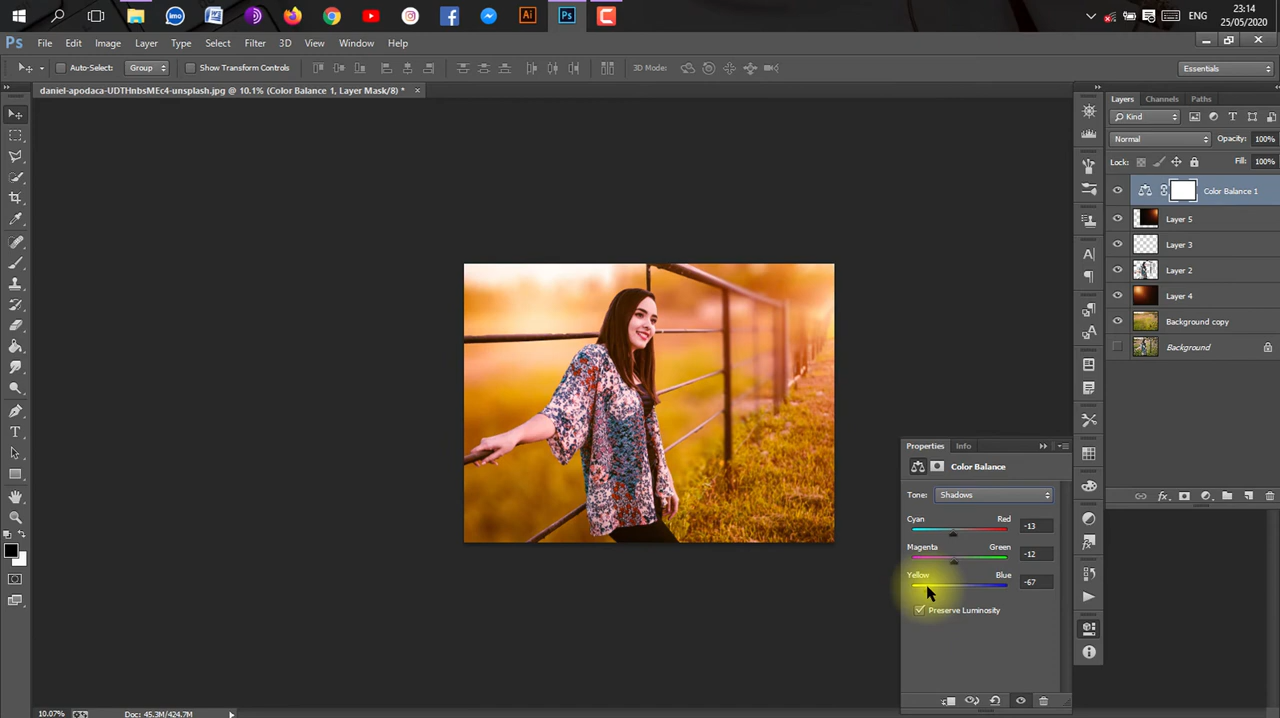 imo
W
Ai
Ps
ENG
23:14
25/05/2020
Ps File Edit Image Layer Type Select Filter 3D View Window Help
Auto-Select: Group Show Transform Controls 3D Mode: Essentials
daniel-apodaca-UDTHnbsMEc4-unsplash.jpg @ 10.1% (Color Balance 1, Layer Mask/8) * ×
Layers Channels Paths
Kind
Normal Opacity: 100%
Lock: Fill: 100%
Color Balance 1
Layer 5
Layer 3
Layer 2
Layer 4
Background copy
Background
Properties Info
Color Balance
Tone: Shadows
Cyan Red -13
Magenta Green -12
Yellow Blue -67
Preserve Luminosity
10.07% Doc: 45.3M/424.7M